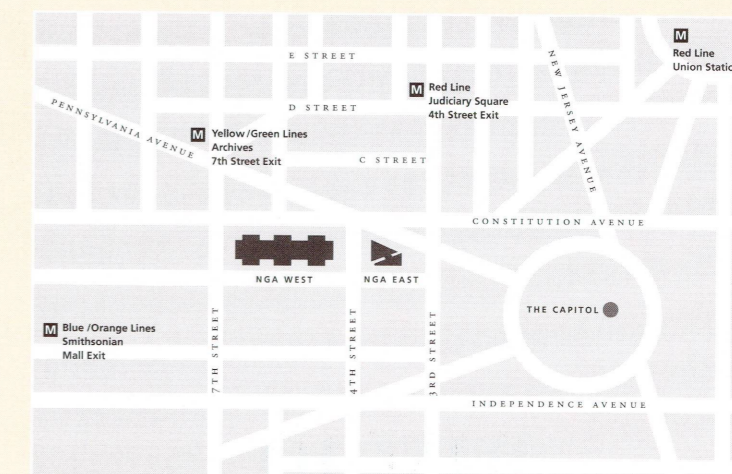 M
Red Line
Union Static
E STREET
NEW JERSEY AVENUE
M Red Line
Judiciary Square
4th Street Exit
PENNSYLVANIA AVENUE
D STREET
M Yellow/Green Lines
Archives
7th Street Exit
C STREET
CONSTITUTION AVENUE
NGA WEST
NGA EAST
THE CAPITOL
M Blue/Orange Lines
Smithsonian
Mall Exit
7TH STREET
4TH STREET
3RD STREET
INDEPENDENCE AVENUE